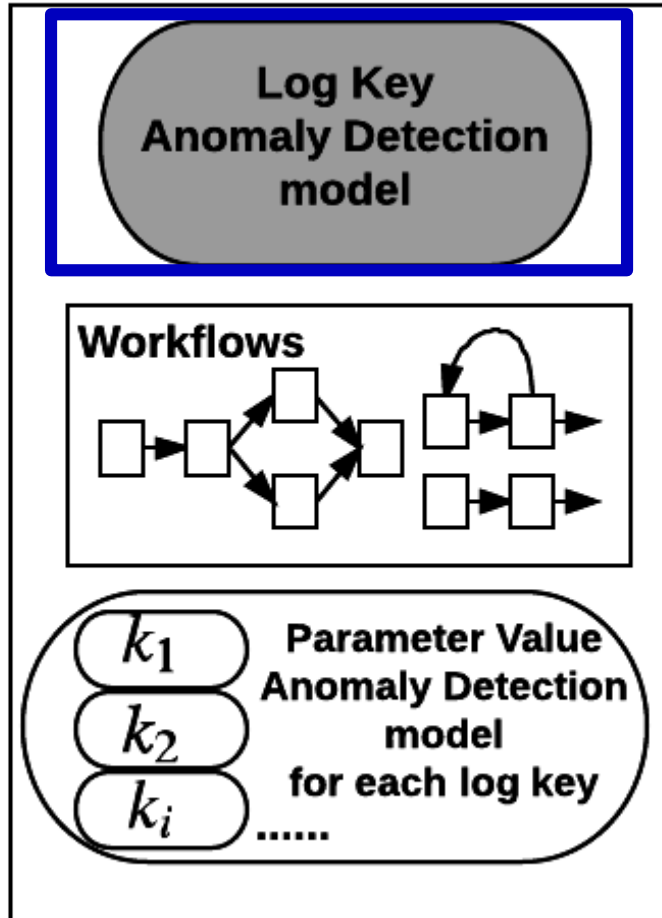 Log Key
Anomaly Detection
model
Workflows
k₁
k₂
kᵢ
Parameter Value
Anomaly Detection
model
for each log key
......